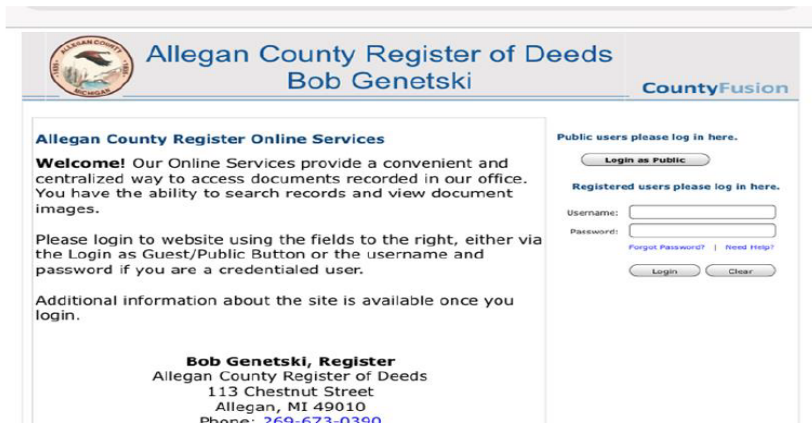 ALLEGAN COUNTY
MICHIGAN
Allegan County Register of Deeds
Bob Genetski
CountyFusion
Allegan County Register Online Services
Welcome! Our Online Services provide a convenient and
centralized way to access documents recorded in our office.
You have the ability to search records and view document
images.
Please login to website using the fields to the right, either via
the Login as Guest/Public Button or the username and
password if you are a credentialed user.
Additional information about the site is available once you
login.
Bob Genetski, Register
Allegan County Register of Deeds
113 Chestnut Street
Allegan, MI 49010
Phone: 269-673-0390
Public users please log in here.
Login as Public
Registered users please log in here.
Username:
Password:
Forgot Password? | Need Help?
Login Clear